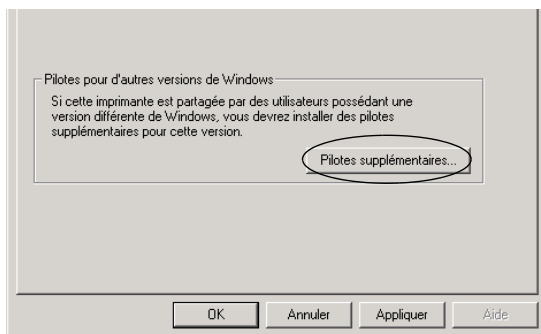 Pilotes pour d'autres versions de Windows
Si cette imprimante est partagée par des utilisateurs possédant une
version différente de Windows, vous devrez installer des pilotes
supplémentaires pour cette version.
Pilotes supplémentaires...
OK Annuler Appliquer Aide